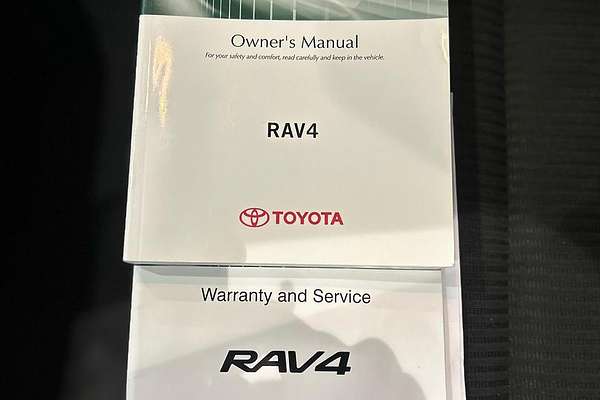 Owner's Manual
For your safety and comfort, read carefully and keep in the vehicle.
RAV4
TOYOTA
Warranty and Service
RAV4